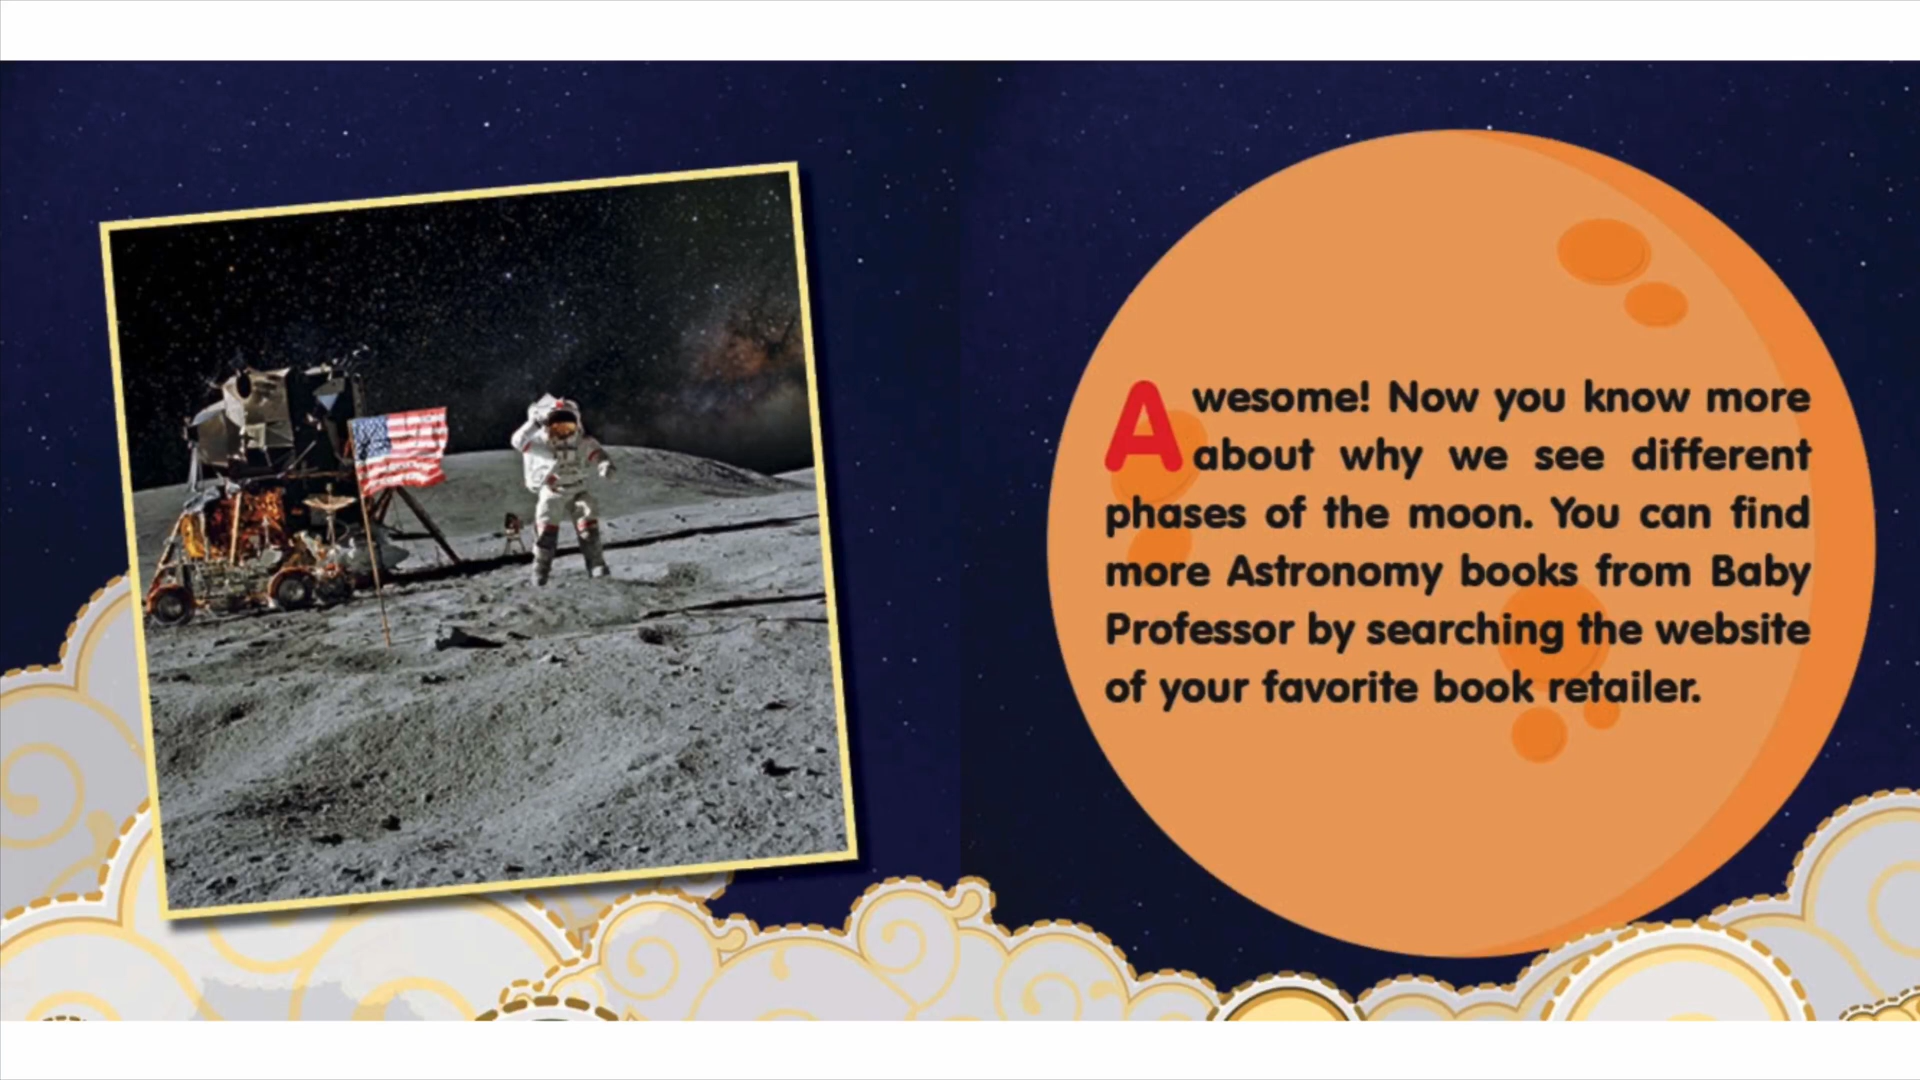 Awesome! Now you know more
about why we see different
phases of the moon. You can find
more Astronomy books from Baby
Professor by searching the website
of your favorite book retailer.